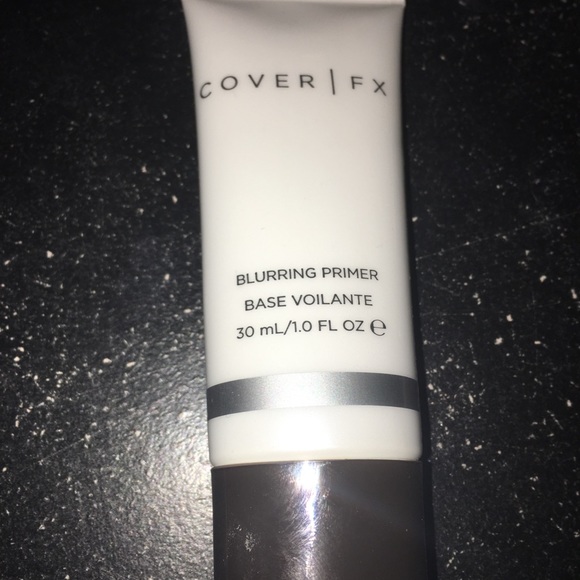 COVER | FX
BLURRING PRIMER
BASE VOILANTE
30 mL/1.0 FL OZ ℮